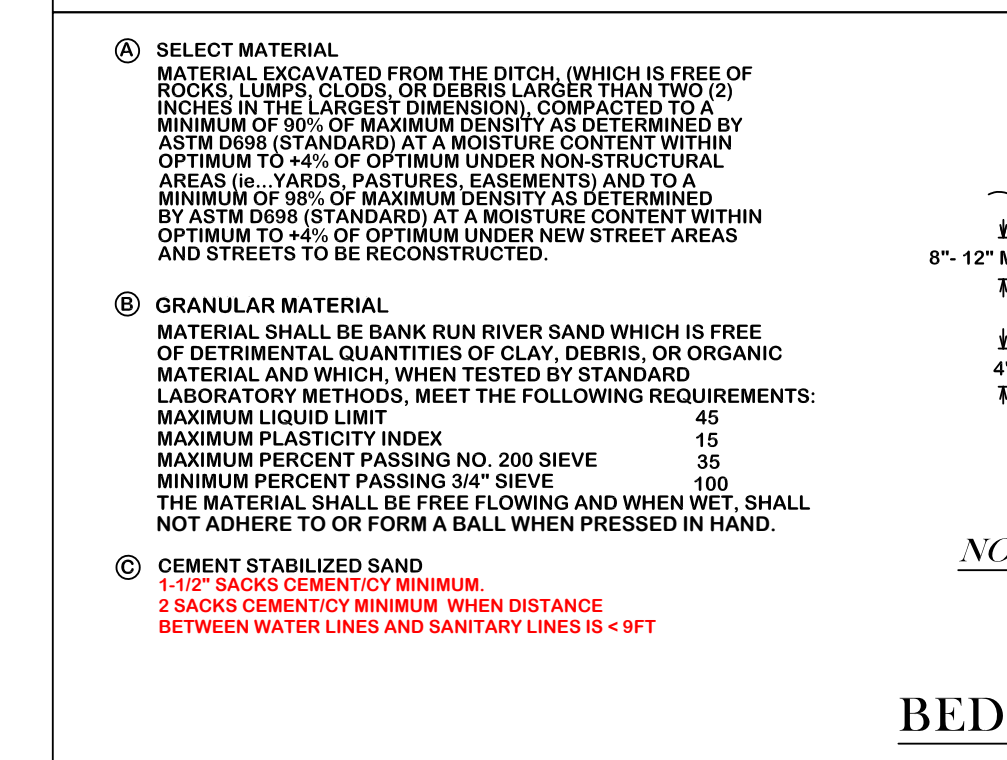 Ⓐ SELECT MATERIAL
MATERIAL EXCAVATED FROM THE DITCH, (WHICH IS FREE OF
ROCKS, LUMPS, CLODS, OR DEBRIS LARGER THAN TWO (2)
INCHES IN THE LARGEST DIMENSION), COMPACTED TO A
MINIMUM OF 90% OF MAXIMUM DENSITY AS DETERMINED BY
ASTM D698 (STANDARD) AT A MOISTURE CONTENT WITHIN
OPTIMUM TO +4% OF OPTIMUM UNDER NON-STRUCTURAL
AREAS (ie...YARDS, PASTURES, EASEMENTS) AND TO A
MINIMUM OF 98% OF MAXIMUM DENSITY AS DETERMINED
BY ASTM D698 (STANDARD) AT A MOISTURE CONTENT WITHIN
OPTIMUM TO +4% OF OPTIMUM UNDER NEW STREET AREAS
AND STREETS TO BE RECONSTRUCTED.
Ⓑ GRANULAR MATERIAL
MATERIAL SHALL BE BANK RUN RIVER SAND WHICH IS FREE
OF DETRIMENTAL QUANTITIES OF CLAY, DEBRIS, OR ORGANIC
MATERIAL AND WHICH, WHEN TESTED BY STANDARD
LABORATORY METHODS, MEET THE FOLLOWING REQUIREMENTS:
MAXIMUM LIQUID LIMIT 45
MAXIMUM PLASTICITY INDEX 15
MAXIMUM PERCENT PASSING NO. 200 SIEVE 35
MINIMUM PERCENT PASSING 3/4" SIEVE 100
THE MATERIAL SHALL BE FREE FLOWING AND WHEN WET, SHALL
NOT ADHERE TO OR FORM A BALL WHEN PRESSED IN HAND.
Ⓒ CEMENT STABILIZED SAND
1-1/2" SACKS CEMENT/CY MINIMUM.
2 SACKS CEMENT/CY MINIMUM WHEN DISTANCE
BETWEEN WATER LINES AND SANITARY LINES IS < 9FT
8"- 12"
BED